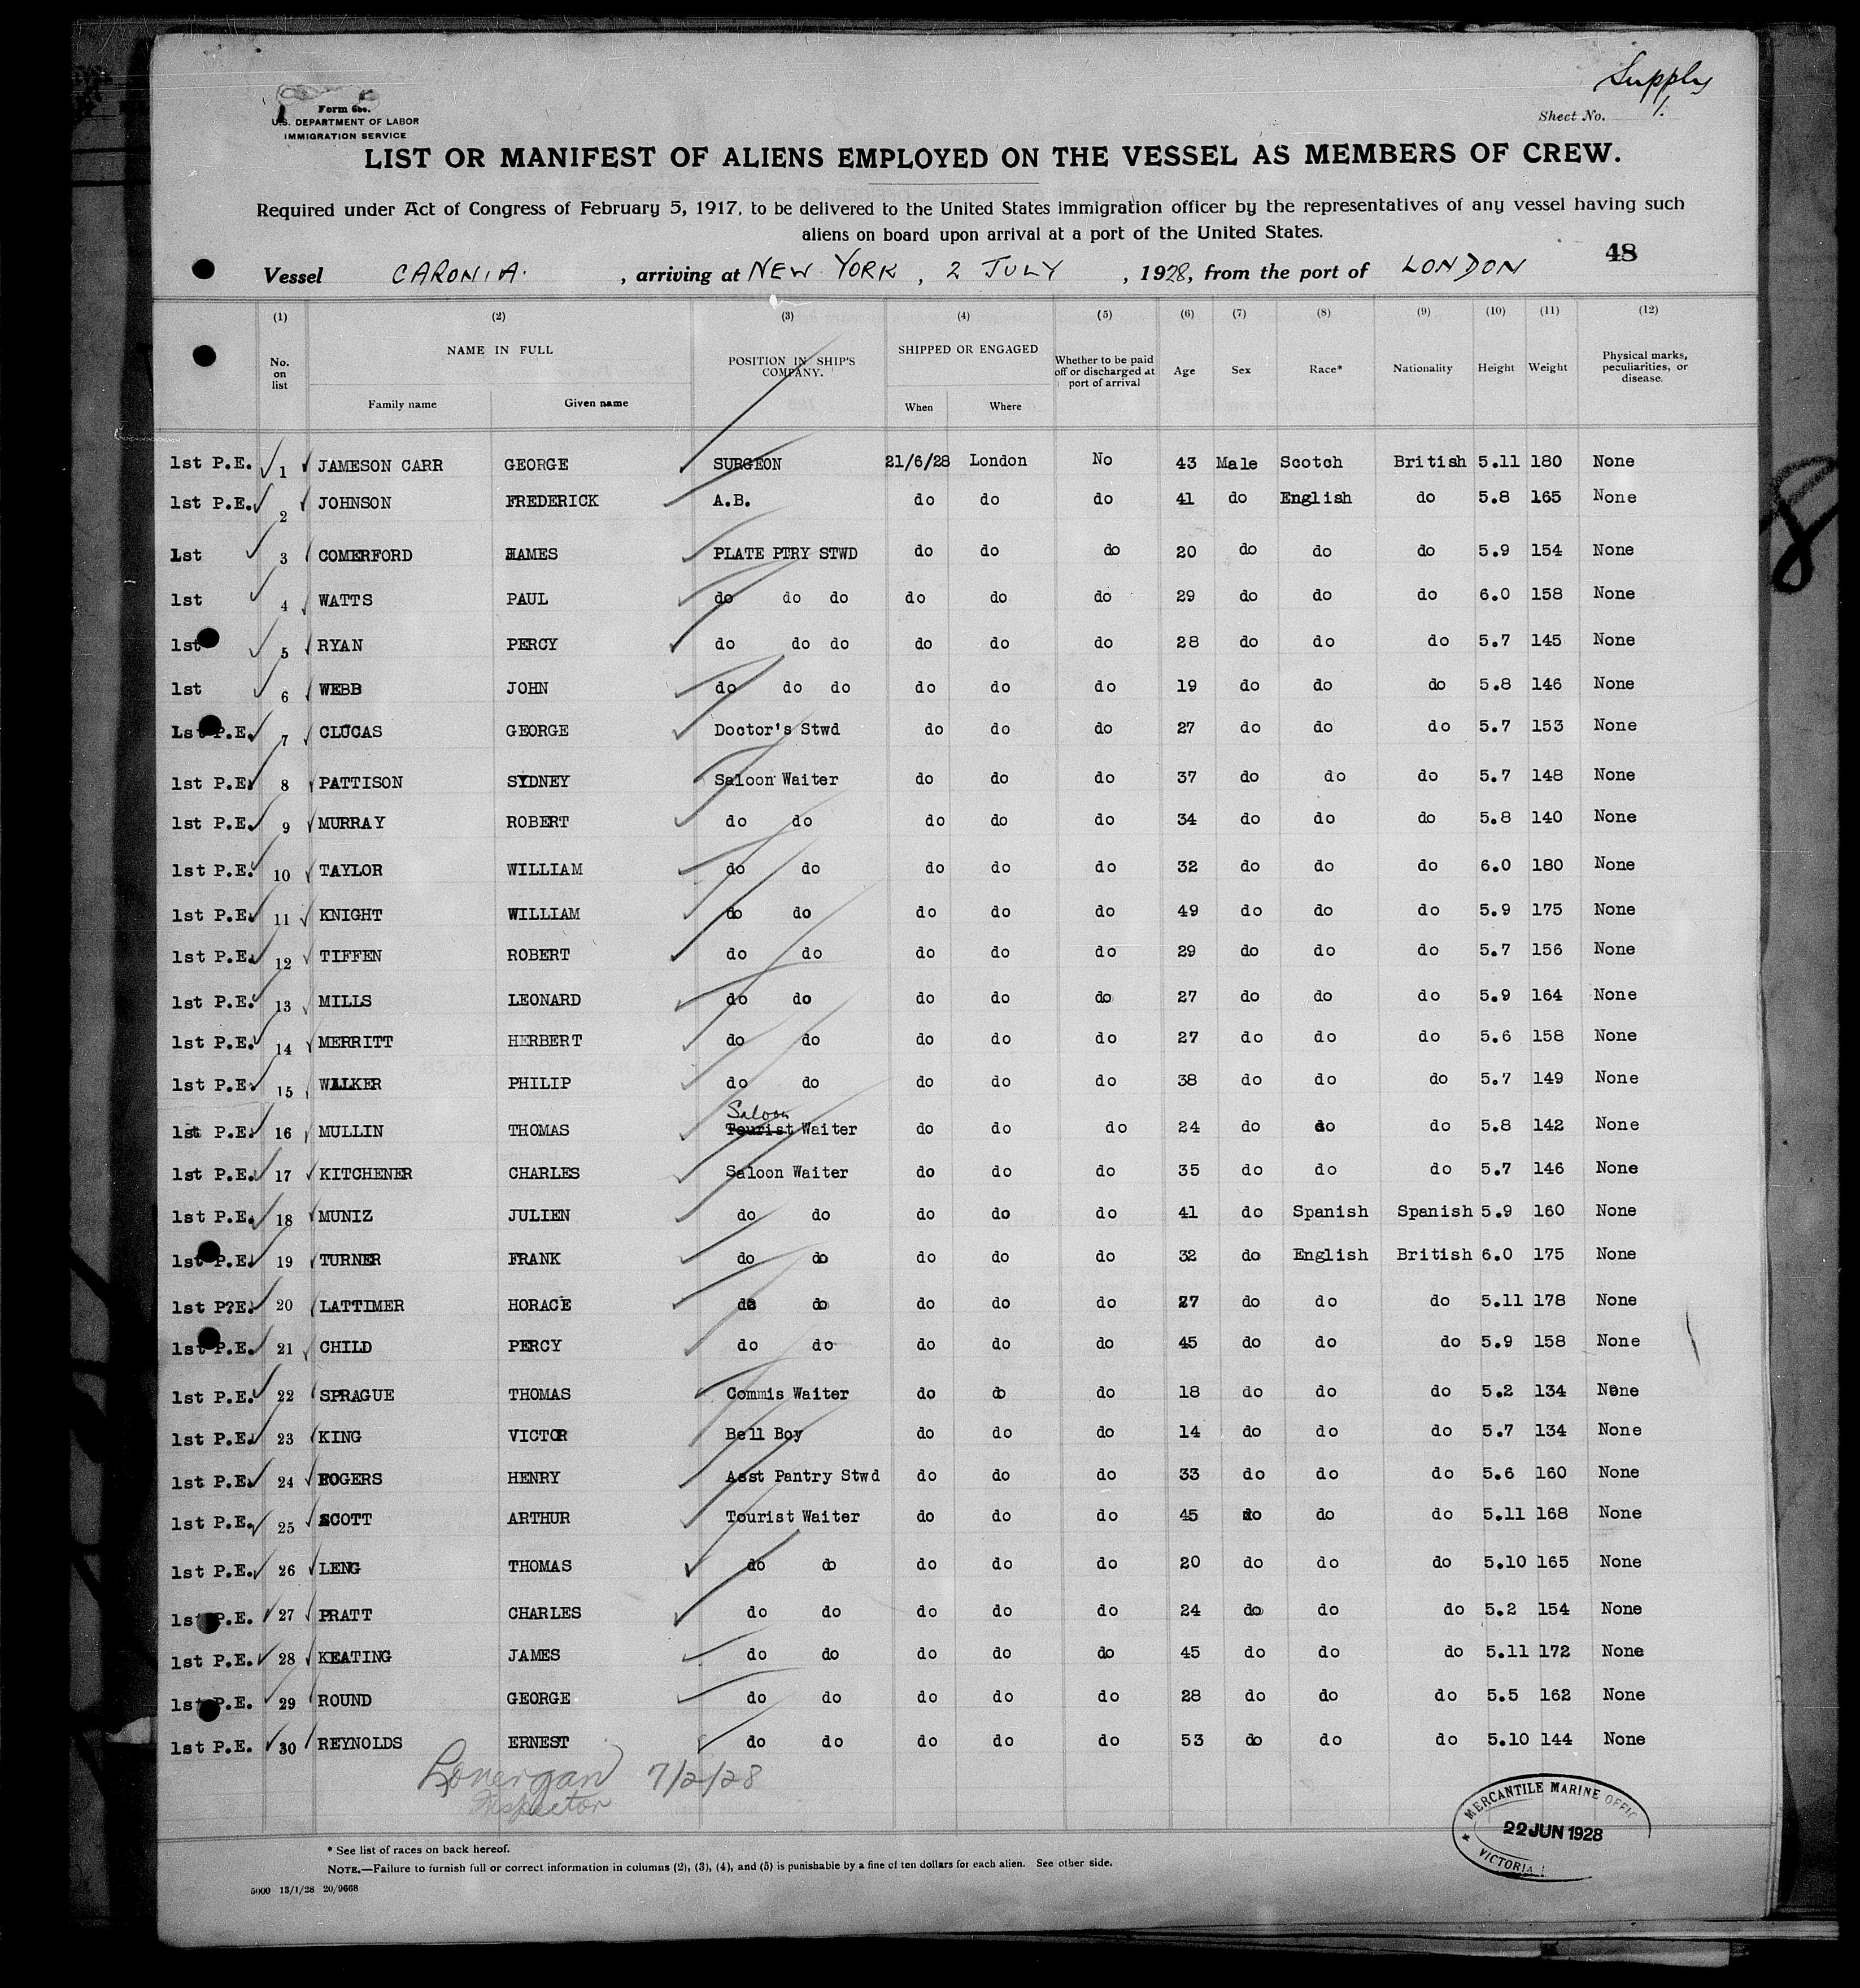 Supply
Form 680.
U.S. DEPARTMENT OF LABOR
IMMIGRATION SERVICE
Sheet No. 1.
LIST OR MANIFEST OF ALIENS EMPLOYED ON THE VESSEL AS MEMBERS OF CREW.
Required under Act of Congress of February 5, 1917, to be delivered to the United States immigration officer by the representatives of any vessel having such
aliens on board upon arrival at a port of the United States.
48
Vessel CARONIA. , arriving at NEW YORK , 2 JULY , 1928, from the port of LONDON
(1) (2) (3) (4) (5) (6) (7) (8) (9) (10) (11) (12)
No. on list NAME IN FULL POSITION IN SHIP'S COMPANY. SHIPPED OR ENGAGED Whether to be paid off or discharged at port of arrival Age Sex Race* Nationality Height Weight Physical marks, peculiarities, or disease.
Family name Given name When Where
1st P.E. 1 JAMESON CARR GEORGE SURGEON 21/6/28 London No 43 Male Scotch British 5.11 180 None
1st P.E. 2 JOHNSON FREDERICK A.B. do do do 41 do English do 5.8 165 None
1st 3 COMERFORD JAMES PLATE PTRY STWD do do do 20 do do do 5.9 154 None
1st 4 WATTS PAUL do do do do do do 29 do do do 6.0 158 None
1st 5 RYAN PERCY do do do do do do 28 do do do 5.7 145 None
1st 6 WEBB JOHN do do do do do do 19 do do do 5.8 146 None
1st P.E. 7 CLUCAS GEORGE Doctor's Stwd do do do 27 do do do 5.7 153 None
1st P.E. 8 PATTISON SYDNEY Saloon Waiter do do do 37 do do do 5.7 148 None
1st P.E. 9 MURRAY ROBERT do do do do do 34 do do do 5.8 140 None
1st P.E. 10 TAYLOR WILLIAM do do do do do 32 do do do 6.0 180 None
1st P.E. 11 KNIGHT WILLIAM do do do do do 49 do do do 5.9 175 None
1st P.E. 12 TIFFEN ROBERT do do do do do 29 do do do 5.7 156 None
1st P.E. 13 MILLS LEONARD do do do do do 27 do do do 5.9 164 None
1st P.E. 14 MERRITT HERBERT do do do do do 27 do do do 5.6 158 None
1st P.E. 15 WALKER PHILIP do do do do do 38 do do do 5.7 149 None
Saloon
1st P.E. 16 MULLIN THOMAS Tourist Waiter do do do 24 do do do 5.8 142 None
1st P.E. 17 KITCHENER CHARLES Saloon Waiter do do do 35 do do do 5.7 146 None
1st P.E. 18 MUNIZ JULIEN do do do do do 41 do Spanish Spanish 5.9 160 None
1st P.E. 19 TURNER FRANK do do do do do 32 do English British 6.0 175 None
1st P?E. 20 LATTIMER HORACE do do do do do 27 do do do 5.11 178 None
1st P.E. 21 CHILD PERCY do do do do do 45 do do do 5.9 158 None
1st P.E. 22 SPRAGUE THOMAS Commis Waiter do do do 18 do do do 5.2 134 None
1st P.E. 23 KING VICTOR Bell Boy do do do 14 do do do 5.7 134 None
1st P.E. 24 ROGERS HENRY Asst Pantry Stwd do do do 33 do do do 5.6 160 None
1st P.E. 25 SCOTT ARTHUR Tourist Waiter do do do 45 do do do 5.11 168 None
1st P.E. 26 LENG THOMAS do do do do do 20 do do do 5.10 165 None
1st P.E. 27 PRATT CHARLES do do do do do 24 do do do 5.2 154 None
1st P.E. 28 KEATING JAMES do do do do do 45 do do do 5.11 172 None
1st P.E. 29 ROUND GEORGE do do do do do 28 do do do 5.5 162 None
1st P.E. 30 REYNOLDS ERNEST do do do do do 53 do do do 5.10 144 None
Lonergan 7/2/28
Inspector
MERCANTILE MARINE OFFIC
22 JUN 1928
VICTORIA
* See list of races on back hereof.
NOTE.—Failure to furnish full or correct information in columns (2), (3), (4), and (5) is punishable by a fine of ten dollars for each alien. See other side.
5000 13/1/28 20/9668
8